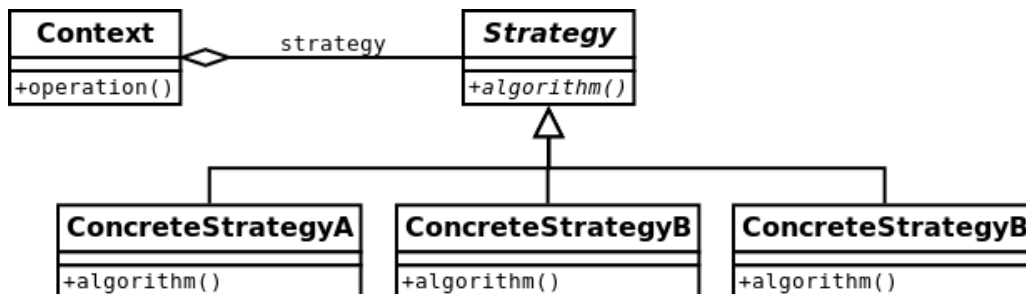 Context
strategy
Strategy
+operation()
+algorithm()
ConcreteStrategyA
ConcreteStrategyB
ConcreteStrategyB
+algorithm()
+algorithm()
+algorithm()